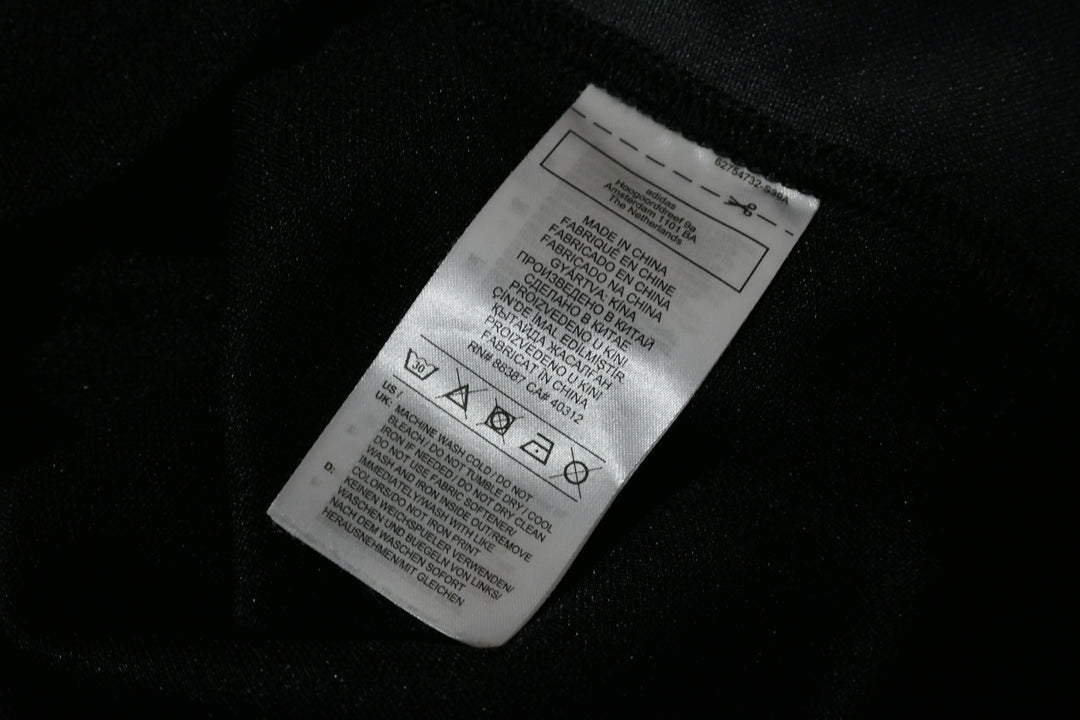 62754732-S98A
adidas
Hoogoorddreef 9a
Amsterdam 1101 BA
The Netherlands
MADE IN CHINA
FABRIQUÉ EN CHINE
FABRICADO EN CHINA
FABRICADO NA CHINA
GYÁRTVA: KÍNA
ПРОИЗВЕДЕНО В КИТАЙ
СДЕЛАНО В КИТАЕ
PROIZVEDENO U KINI
ÇİN'DE İMAL EDİLMİŞTİR
ҚЫТАЙДА ЖАСАЛҒАН
PROIZVEDENO U KINI
FABRICAT ÎN CHINA
RN# 86387 CA# 40312
30
US /
UK: MACHINE WASH COLD / DO NOT
BLEACH / DO NOT TUMBLE DRY / COOL
IRON IF NEEDED / DO NOT DRY CLEAN
DO NOT USE FABRIC SOFTENER/
WASH AND IRON INSIDE OUT/REMOVE
IMMEDIATELY/WASH WITH LIKE
COLORS/DO NOT IRON PRINT
D: KEINEN WEICHSPUELER VERWENDEN/
WASCHEN UND BUEGELN VON LINKS/
NACH DEM WASCHEN SOFORT
HERAUSNEHMEN/MIT GLEICHEN